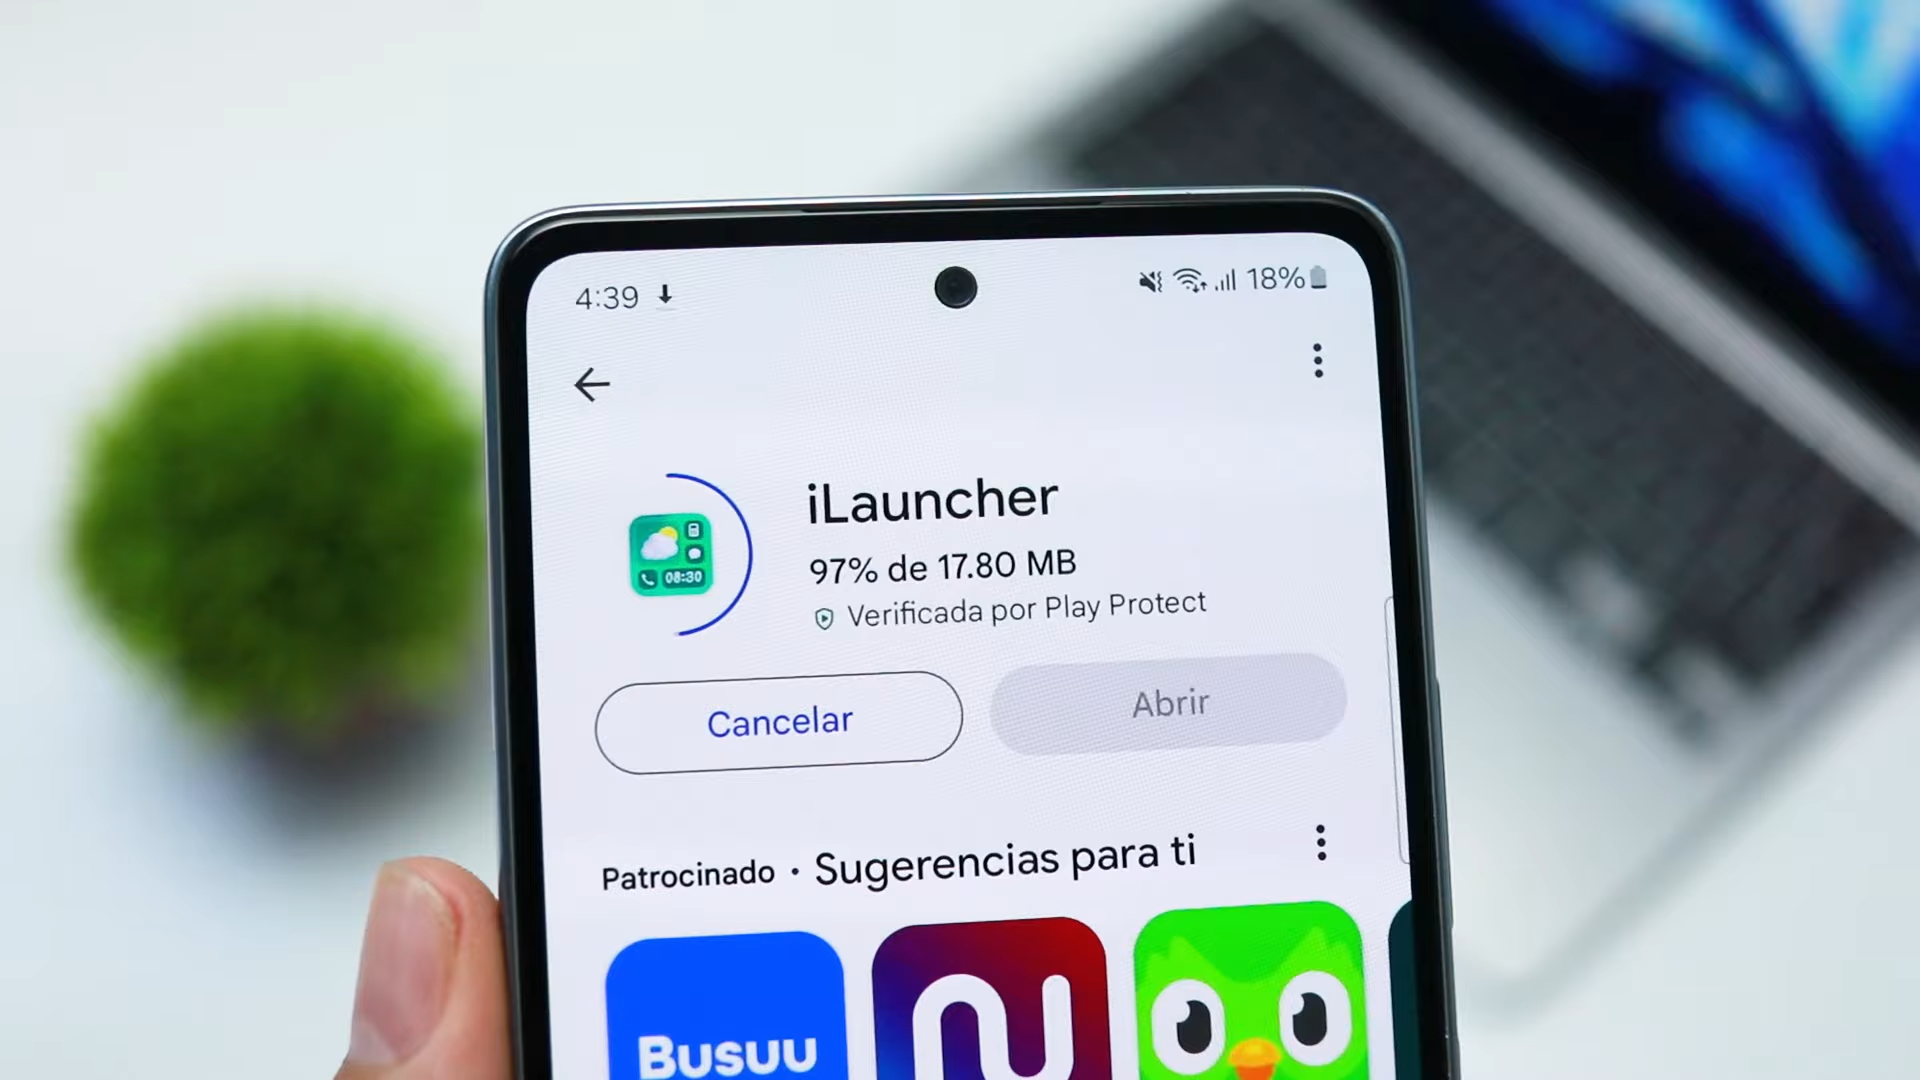 4:39
18%
iLauncher
97% de 17.80 MB
Verificada por Play Protect
08:30
Cancelar
Abrir
Patrocinado · Sugerencias para ti
Busuu